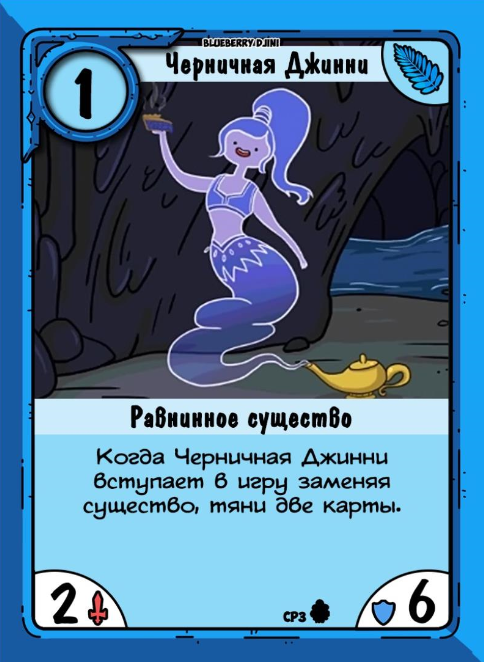 BLUEBERRY DJINI
1
Черничная Джинни
Равнинное существо
Когда Черничная Джинни
вступает в игру заменяя
существо, тяни две карты.
2
CP3
6